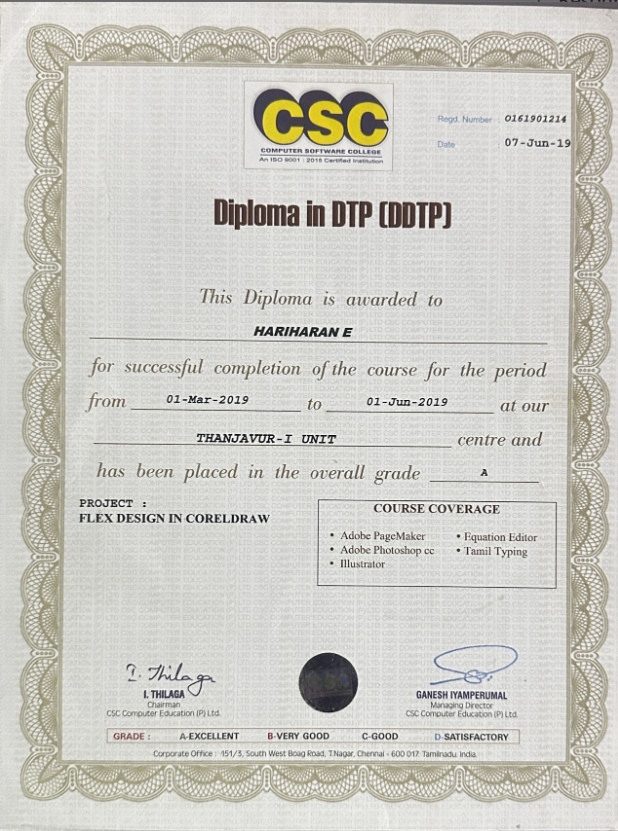 CSC
COMPUTER SOFTWARE COLLEGE
An ISO 9001 : 2015 Certified Institution
Regd. Number : 0161901214
Date 07-Jun-19
Diploma in DTP (DDTP)
This Diploma is awarded to
HARIHARAN E
for successful completion of the course for the period
from 01-Mar-2019 to 01-Jun-2019 at our
THANJAVUR-I UNIT centre and
has been placed in the overall grade A
PROJECT :
FLEX DESIGN IN CORELDRAW
COURSE COVERAGE
• Adobe PageMaker
• Adobe Photoshop cc
• Illustrator
• Equation Editor
• Tamil Typing
I. Thilaga
I. THILAGA
Chairman
CSC Computer Education (P) Ltd.
GANESH IYAMPERUMAL
Managing Director
CSC Computer Education (P) Ltd.
GRADE : A-EXCELLENT B-VERY GOOD C-GOOD D-SATISFACTORY
Corporate Office : 151/3, South West Boag Road, T.Nagar, Chennai - 600 017. Tamilnadu. India.